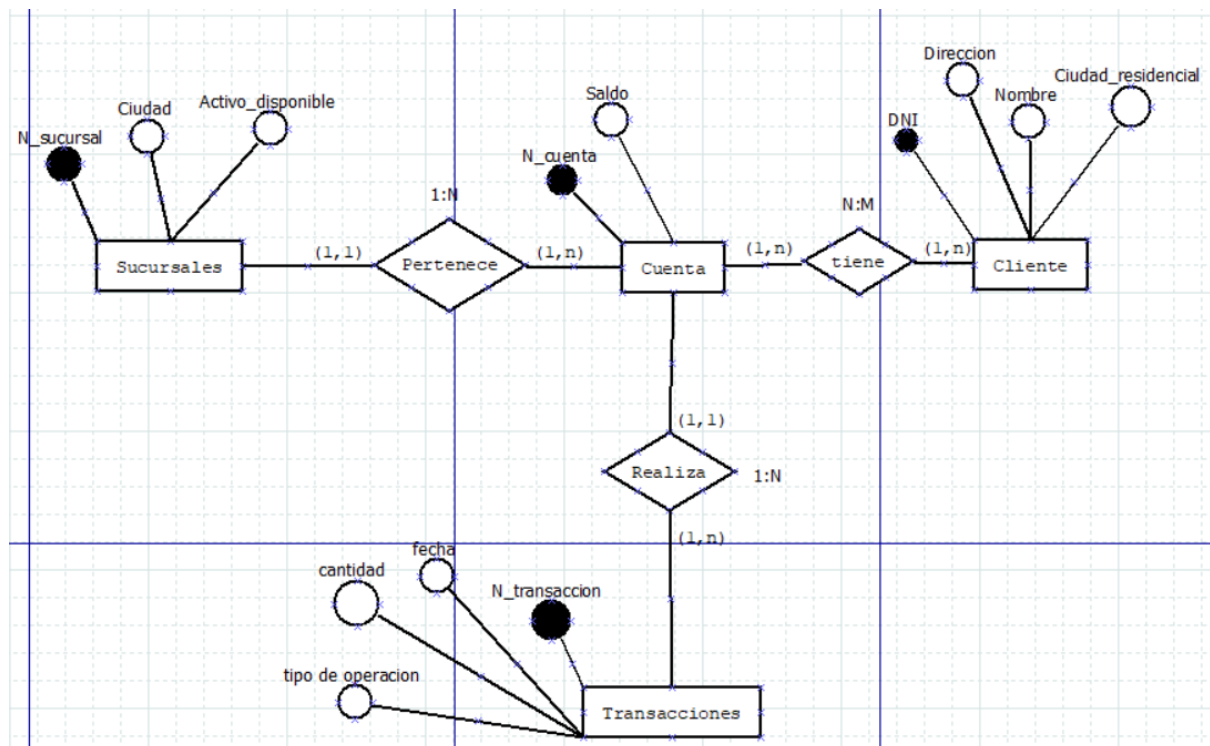 Direccion
Ciudad_residencial
Saldo
Activo_disponible
Ciudad
Nombre
DNI
N_sucursal
N_cuenta
1:N
N:M
(1,1)
(1,n)
(1,n)
(1,n)
Sucursales
Pertenece
Cuenta
tiene
Cliente
(1,1)
Realiza
1:N
(1,n)
fecha
cantidad
N_transaccion
tipo de operacion
Transacciones